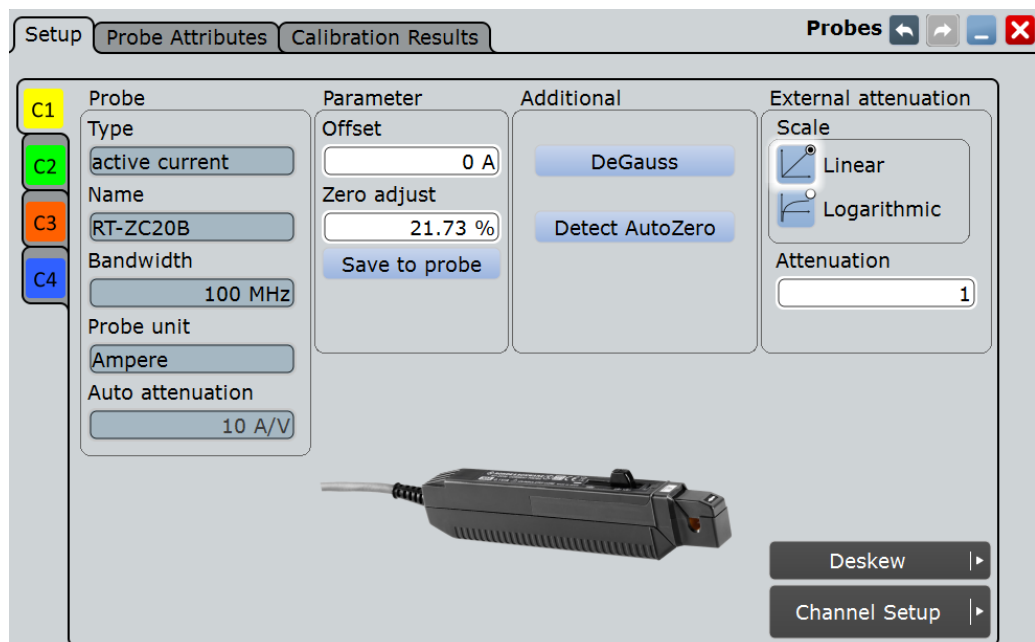 Setup
Probe Attributes
Calibration Results
Probes
C1
C2
C3
C4
Probe
Type
active current
Name
RT-ZC20B
Bandwidth
100 MHz
Probe unit
Ampere
Auto attenuation
10 A/V
Parameter
Offset
0 A
Zero adjust
21.73 %
Save to probe
Additional
DeGauss
Detect AutoZero
External attenuation
Scale
Linear
Logarithmic
Attenuation
1
Deskew
Channel Setup